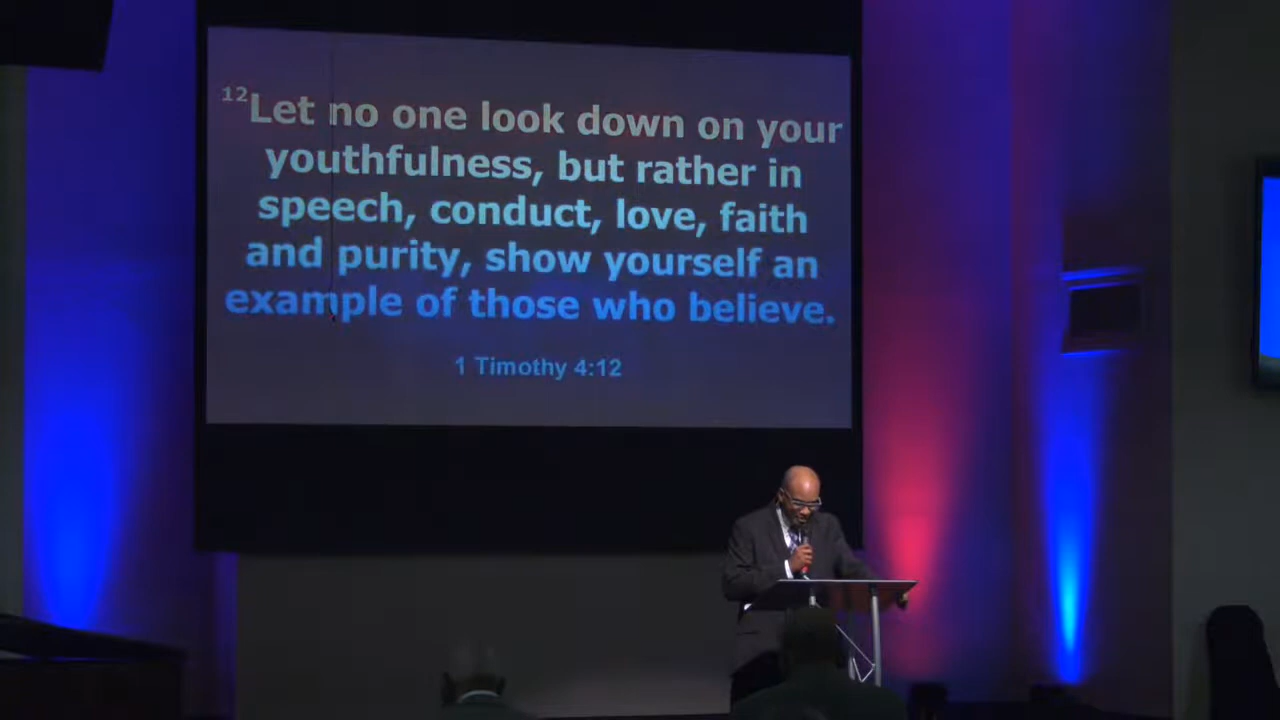 12Let no one look down on your
youthfulness, but rather in
speech, conduct, love, faith
and purity, show yourself an
example of those who believe.
1 Timothy 4:12